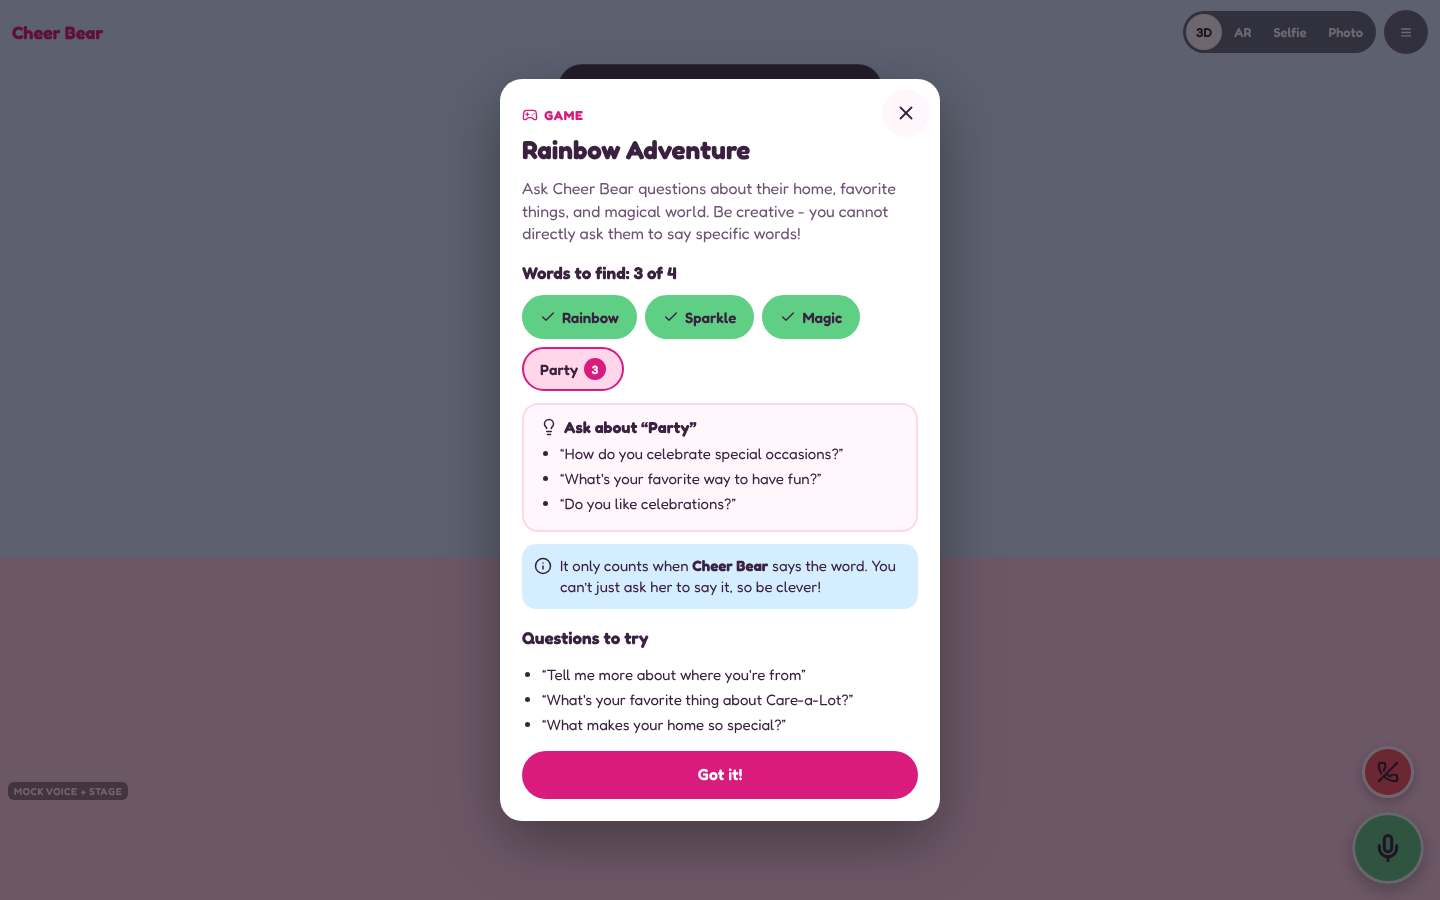 Cheer Bear
3D AR Selfie Photo
GAME
Rainbow Adventure
Ask Cheer Bear questions about their home, favorite
things, and magical world. Be creative - you cannot
directly ask them to say specific words!
Words to find: 3 of 4
Rainbow Sparkle Magic
Party 3
Ask about “Party”
“How do you celebrate special occasions?”
“What's your favorite way to have fun?”
“Do you like celebrations?”
It only counts when Cheer Bear says the word. You
can’t just ask her to say it, so be clever!
Questions to try
“Tell me more about where you're from”
“What's your favorite thing about Care-a-Lot?”
“What makes your home so special?”
Got it!
MOCK VOICE + STAGE